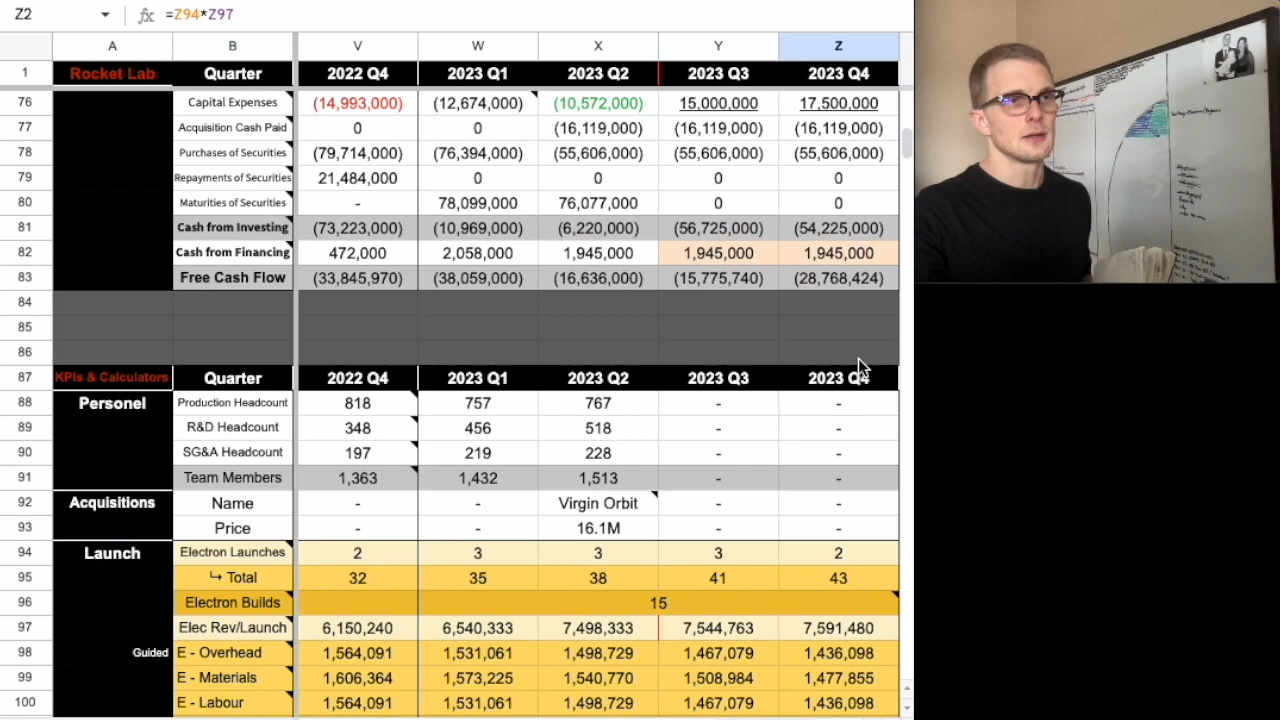 Z2 fx =Z94*Z97
A B V W X Y Z
1 Rocket Lab Quarter 2022 Q4 2023 Q1 2023 Q2 2023 Q3 2023 Q4
76 Capital Expenses (14,993,000) (12,674,000) (10,572,000) 15,000,000 17,500,000
77 Acquisition Cash Paid 0 0 (16,119,000) (16,119,000) (16,119,000)
78 Purchases of Securities (79,714,000) (76,394,000) (55,606,000) (55,606,000) (55,606,000)
79 Repayments of Securities 21,484,000 0 0 0 0
80 Maturities of Securities - 78,099,000 76,077,000 0 0
81 Cash from Investing (73,223,000) (10,969,000) (6,220,000) (56,725,000) (54,225,000)
82 Cash from Financing 472,000 2,058,000 1,945,000 1,945,000 1,945,000
83 Free Cash Flow (33,845,970) (38,059,000) (16,636,000) (15,775,740) (28,768,424)
84
85
86
87 KPIs & Calculators Quarter 2022 Q4 2023 Q1 2023 Q2 2023 Q3 2023 Q4
88 Personel Production Headcount 818 757 767 - -
89 R&D Headcount 348 456 518 - -
90 SG&A Headcount 197 219 228 - -
91 Team Members 1,363 1,432 1,513 - -
92 Acquisitions Name - - Virgin Orbit - -
93 Price - - 16.1M - -
94 Launch Electron Launches 2 3 3 3 2
95 ↳ Total 32 35 38 41 43
96 Electron Builds 15
97 Elec Rev/Launch 6,150,240 6,540,333 7,498,333 7,544,763 7,591,480
98 Guided E - Overhead 1,564,091 1,531,061 1,498,729 1,467,079 1,436,098
99 E - Materials 1,606,364 1,573,225 1,540,770 1,508,984 1,477,855
100 E - Labour 1,564,091 1,531,061 1,498,729 1,467,079 1,436,098